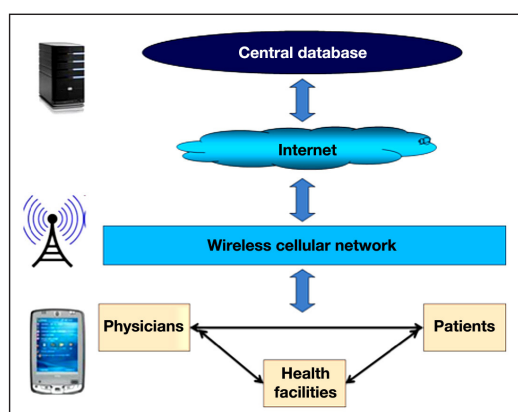 Central database
Internet
Wireless cellular network
Physicians
Patients
Health
facilities